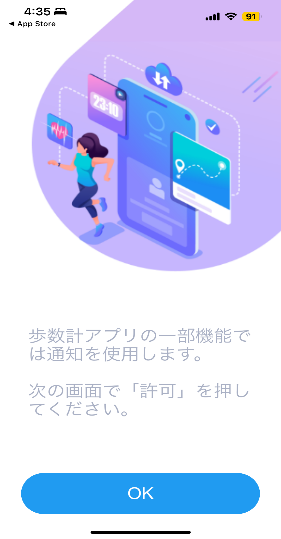 4:35
91
◀ App Store
23:10
歩数計アプリの一部機能で
は通知を使用します。
次の画面で「許可」を押し
てください。
OK